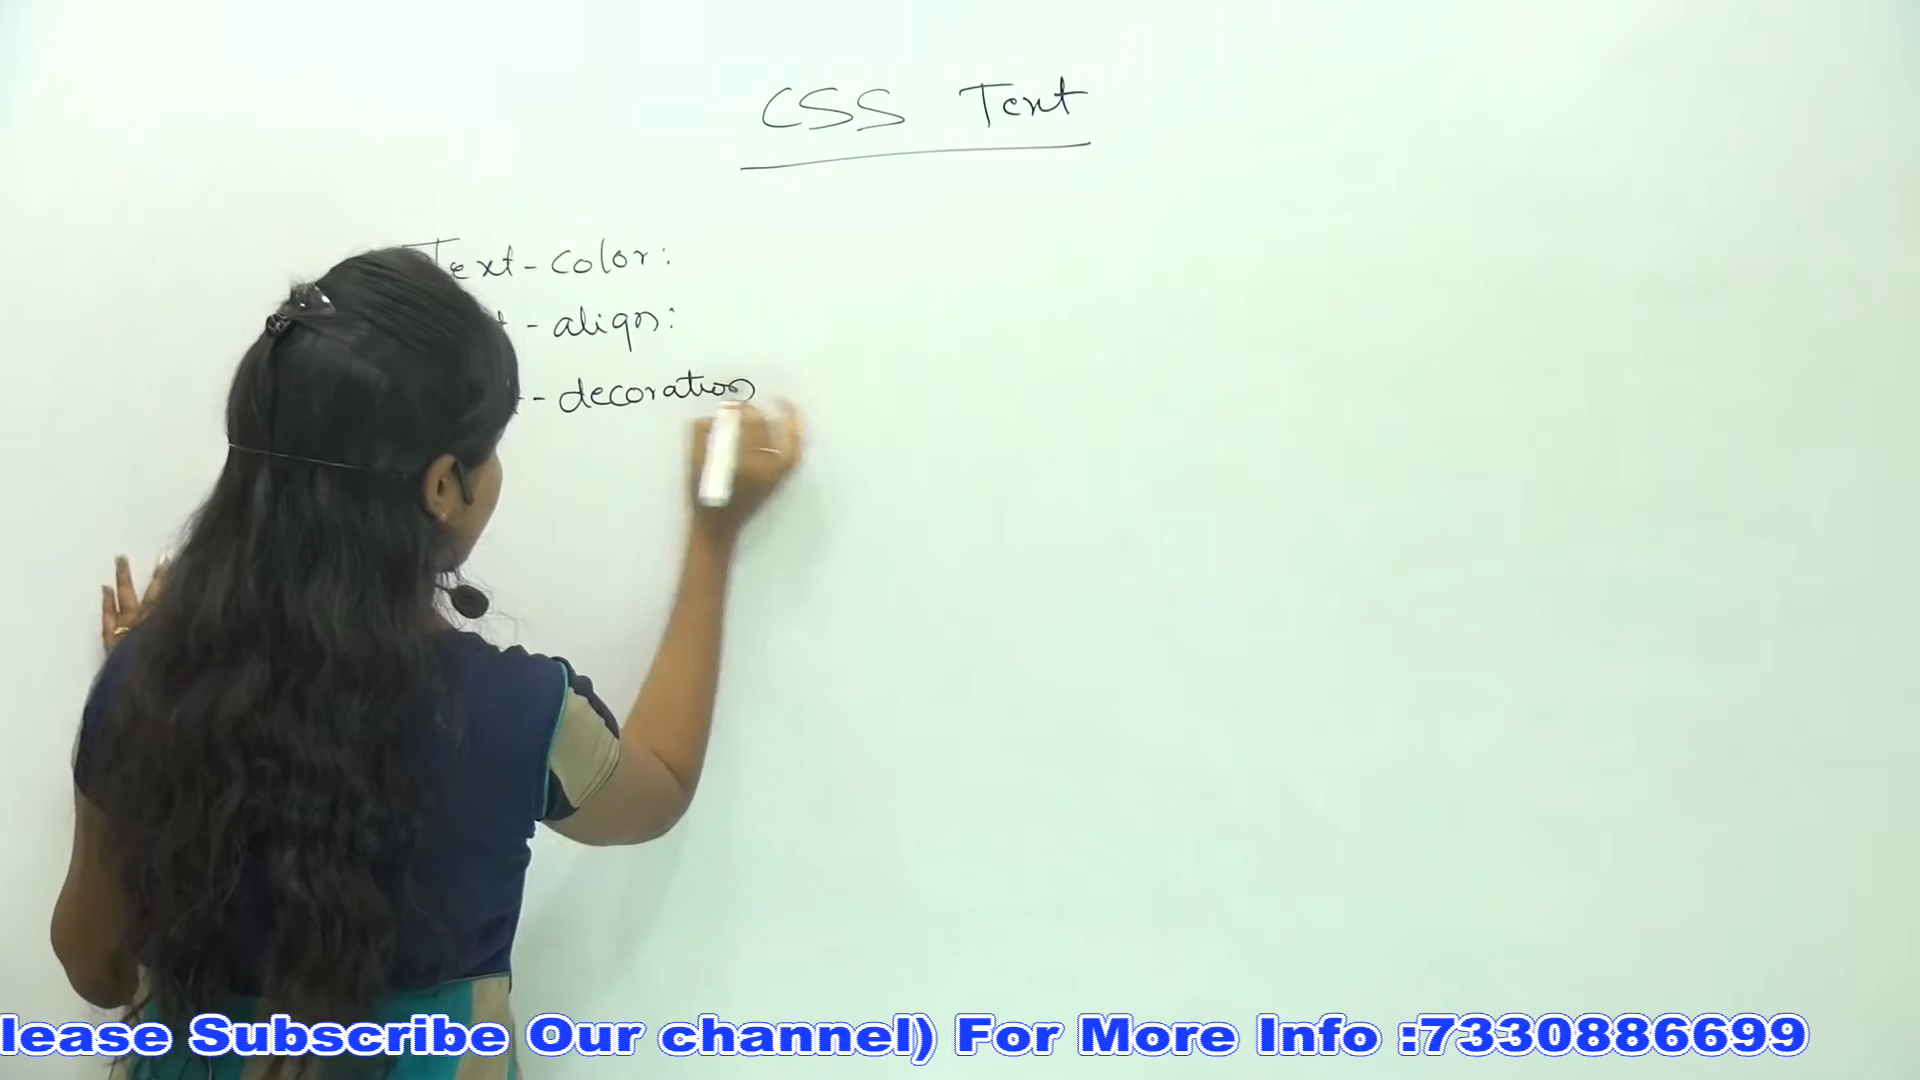 CSS Text
Text-color:
-align:
-decoration
lease Subscribe Our channel) For More Info :7330886699